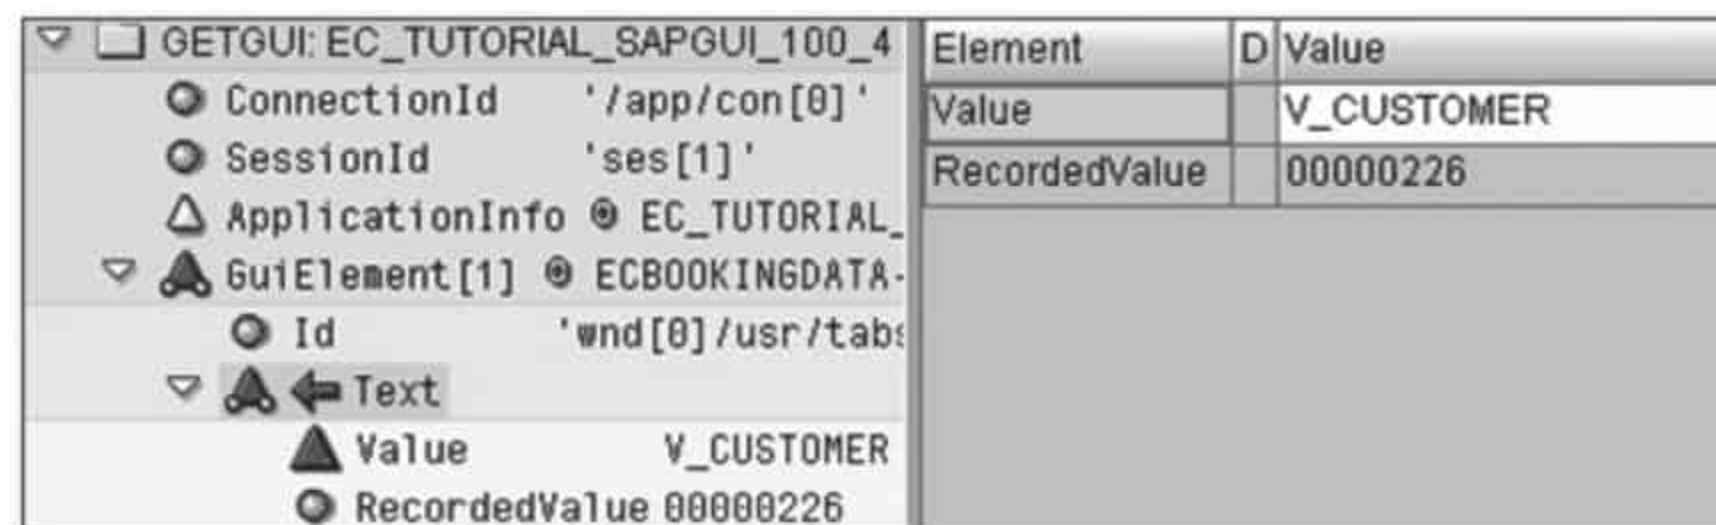 GETGUI: EC_TUTORIAL_SAPGUI_100_4
ConnectionId '/app/con[0]'
SessionId 'ses[1]'
ApplicationInfo EC_TUTORIAL_
GuiElement[1] ECBOOKINGDATA-
Id 'wnd[0]/usr/tabs
Text
Value V_CUSTOMER
RecordedValue 00000226
Element D Value
Value V_CUSTOMER
RecordedValue 00000226